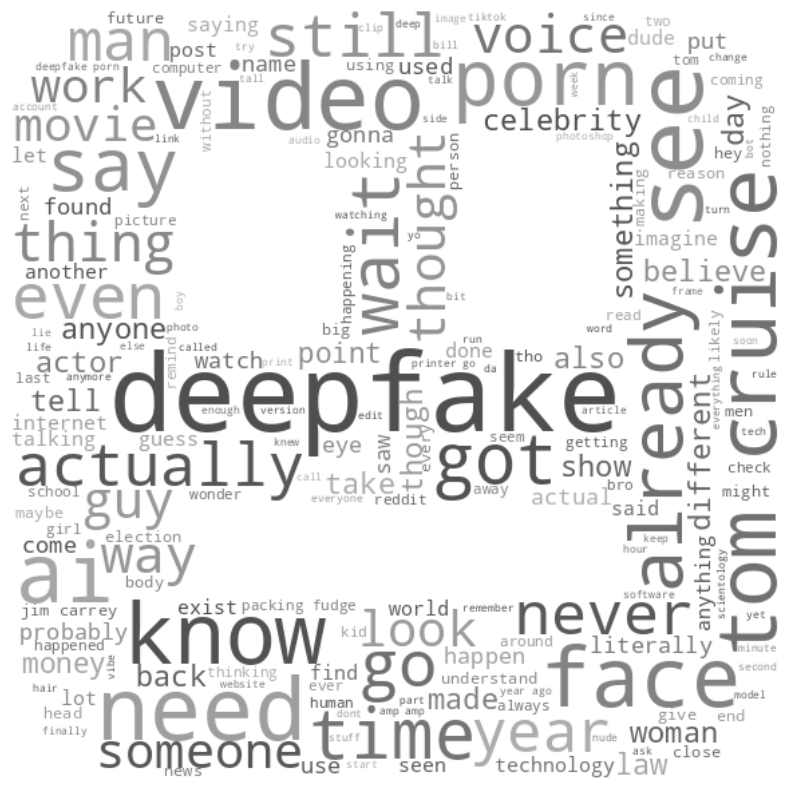 future
saying
still
clip
deep
image
tiktok
since
two
man
post
try
bill
voice
dude
put
deepfake porn
computer
name
using
used
talk
tom
change
work
video
tall
porn
week
coming
account
link
without
side
celebrity
child
day
nothing
movie
gonna
audio
photoshop
see
hey
bot
let
say
looking
person
reason
making
next
found
wait
thought
something
turn
cruise
picture
watching
yo
imagine
thing
happening
another
believe
even
bit
frame
boy
read
likely
anyone
photo
big
word
lie
else
run
already
everything
soon
life
called
remind
point
done
tho
also
actor
watch
print
printer go
da
rule
last
anymore
deepfake
different
men
tell
enough
version
edit
article
internet
though
every
tech
talking
guess
knew
eye
saw
seem
getting
actually
got
show
check
school
call
take
away
bro
might
guy
wonder
everyone
reddit
actual
said
maybe
girl
election
keep
come
way
hour
anything
scientology
tom
ai
body
software
jim carrey
exist
packing fudge
world
remember
never
yet
probably
know
kid
look
around
literally
minute
happened
vibe
go
happen
money
thinking
find
understand
second
back
website
ever
face
model
hair
lot
need
human
part
made
year ago
always
give
end
head
dont
amp amp
nude
finally
time
year
woman
someone
stuff
ask
close
news
use
start
seen
technology
law